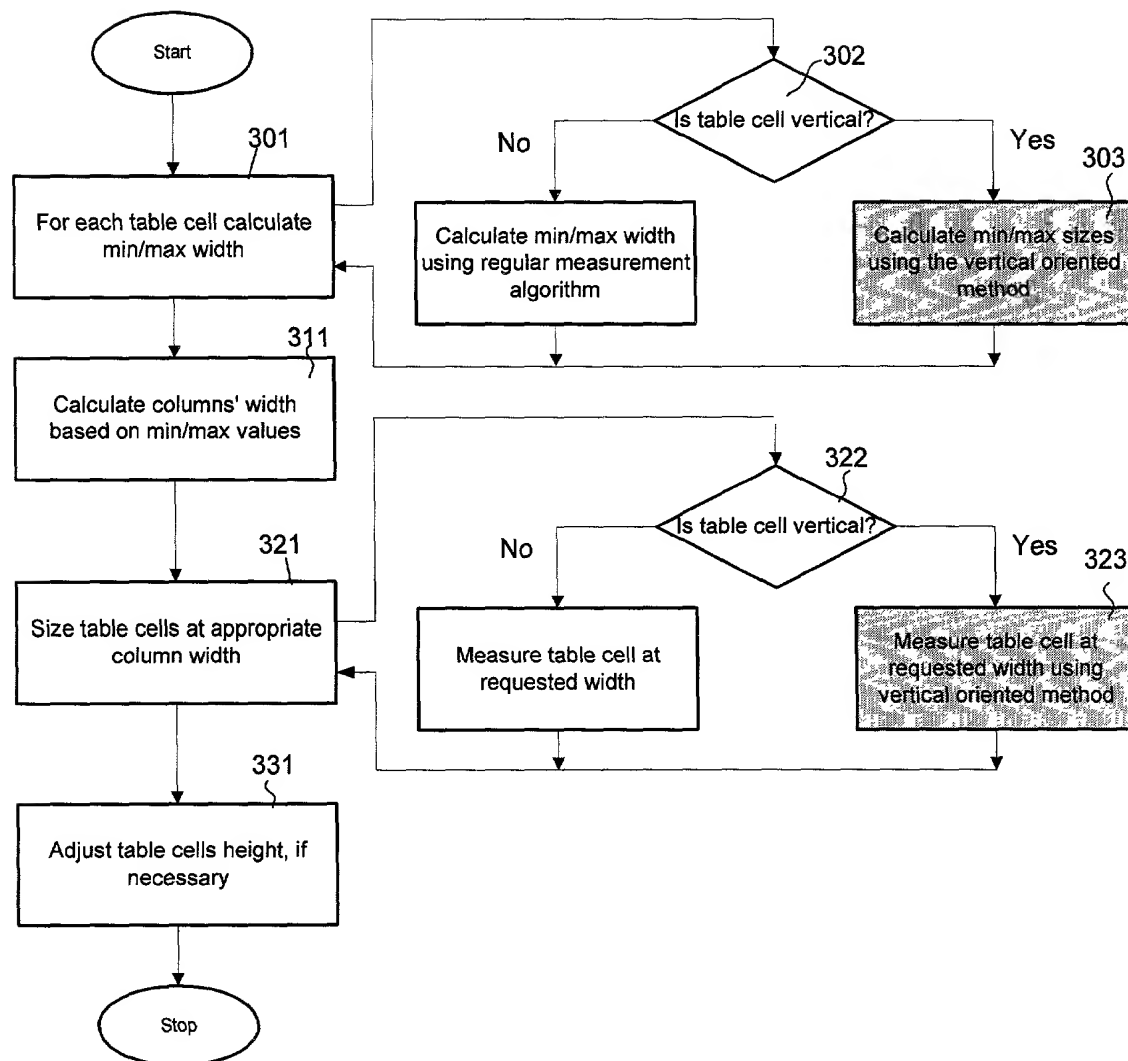 Start
301
For each table cell calculate
min/max width
302
Is table cell vertical?
No
Yes
Calculate min/max width
using regular measurement
algorithm
303
Calculate min/max sizes
using the vertical oriented
method
311
Calculate columns' width
based on min/max values
321
Size table cells at appropriate
column width
322
Is table cell vertical?
No
Yes
Measure table cell at
requested width
323
Measure table cell at
requested width using
vertical oriented method
331
Adjust table cells height, if
necessary
Stop